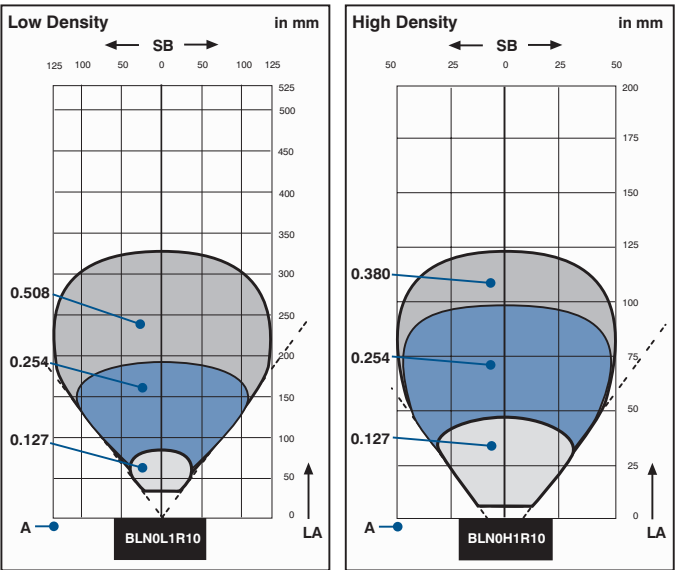 Low Density in mm
SB
125 100 50 0 50 100 125
525
500
450
400
350
300
250
200
150
100
50
0
0.508
0.254
0.127
A
LA
BLN0L1R10
High Density in mm
SB
50 25 0 25 50
200
175
150
125
100
75
50
25
0
0.380
0.254
0.127
A
LA
BLN0H1R10